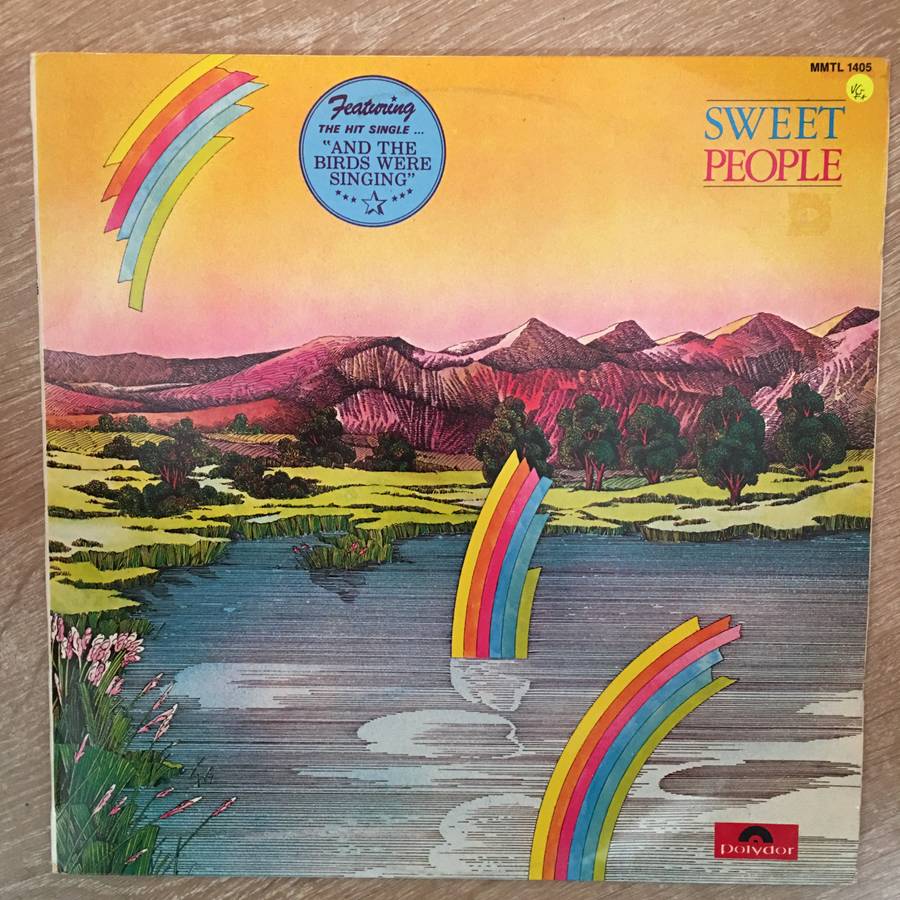 MMTL 1405
VG+
SWEET
PEOPLE
Featuring
THE HIT SINGLE ...
"AND THE
BIRDS WERE
SINGING"
polydor